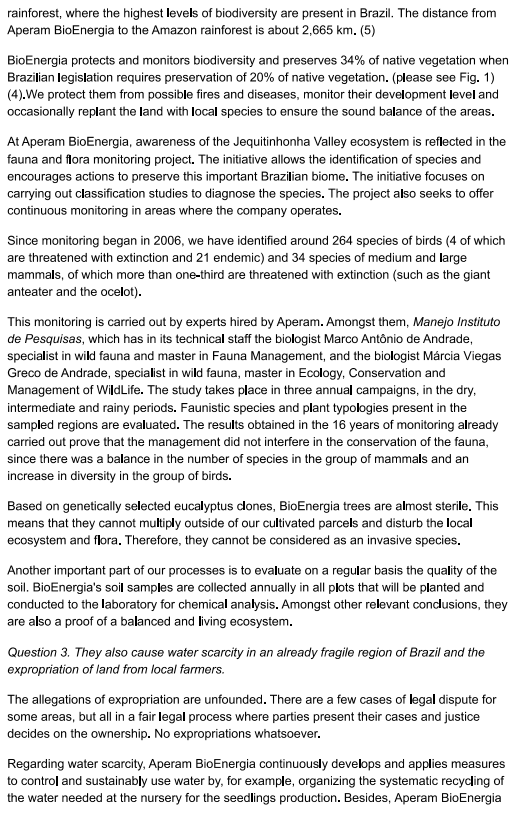 rainforest, where the highest levels of biodiversity are present in Brazil. The distance from
Aperam BioEnergia to the Amazon rainforest is about 2,665 km. (5)
BioEnergia protects and monitors biodiversity and preserves 34% of native vegetation when
Brazilian legislation requires preservation of 20% of native vegetation. (please see Fig. 1)
(4).We protect them from possible fires and diseases, monitor their development level and
occasionally replant the land with local species to ensure the sound balance of the areas.
At Aperam BioEnergia, awareness of the Jequitinhonha Valley ecosystem is reflected in the
fauna and flora monitoring project. The initiative allows the identification of species and
encourages actions to preserve this important Brazilian biome. The initiative focuses on
carrying out classification studies to diagnose the species. The project also seeks to offer
continuous monitoring in areas where the company operates.
Since monitoring began in 2006, we have identified around 264 species of birds (4 of which
are threatened with extinction and 21 endemic) and 34 species of medium and large
mammals, of which more than one-third are threatened with extinction (such as the giant
anteater and the ocelot).
This monitoring is carried out by experts hired by Aperam. Amongst them, Manejo Instituto
de Pesquisas, which has in its technical staff the biologist Marco Antônio de Andrade,
specialist in wild fauna and master in Fauna Management, and the biologist Márcia Viegas
Greco de Andrade, specialist in wild fauna, master in Ecology, Conservation and
Management of WildLife. The study takes place in three annual campaigns, in the dry,
intermediate and rainy periods. Faunistic species and plant typologies present in the
sampled regions are evaluated. The results obtained in the 16 years of monitoring already
carried out prove that the management did not interfere in the conservation of the fauna,
since there was a balance in the number of species in the group of mammals and an
increase in diversity in the group of birds.
Based on genetically selected eucalyptus clones, BioEnergia trees are almost sterile. This
means that they cannot multiply outside of our cultivated parcels and disturb the local
ecosystem and flora. Therefore, they cannot be considered as an invasive species.
Another important part of our processes is to evaluate on a regular basis the quality of the
soil. BioEnergia's soil samples are collected annually in all plots that will be planted and
conducted to the laboratory for chemical analysis. Amongst other relevant conclusions, they
are also a proof of a balanced and living ecosystem.
Question 3. They also cause water scarcity in an already fragile region of Brazil and the
expropriation of land from local farmers.
The allegations of expropriation are unfounded. There are a few cases of legal dispute for
some areas, but all in a fair legal process where parties present their cases and justice
decides on the ownership. No expropriations whatsoever.
Regarding water scarcity, Aperam BioEnergia continuously develops and applies measures
to control and sustainably use water by, for example, organizing the systematic recycling of
the water needed at the nursery for the seedlings production. Besides, Aperam BioEnergia